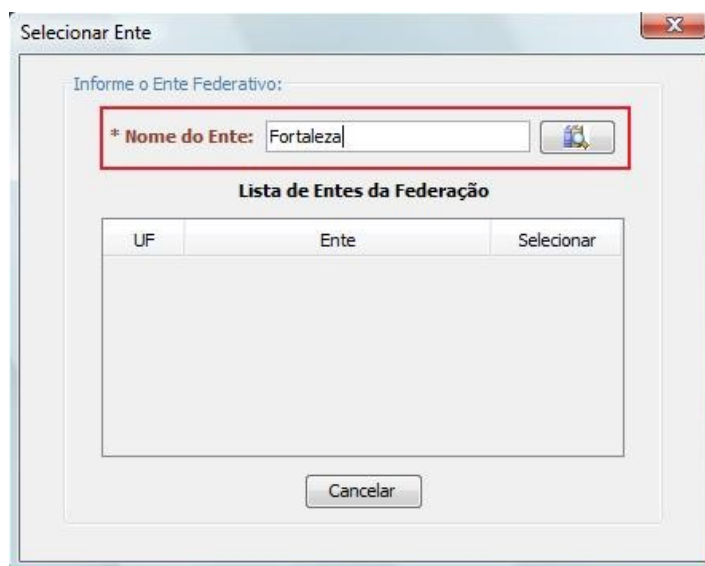 Selecionar Ente
Informe o Ente Federativo:
* Nome do Ente: Fortaleza
Lista de Entes da Federação
UF Ente Selecionar
Cancelar